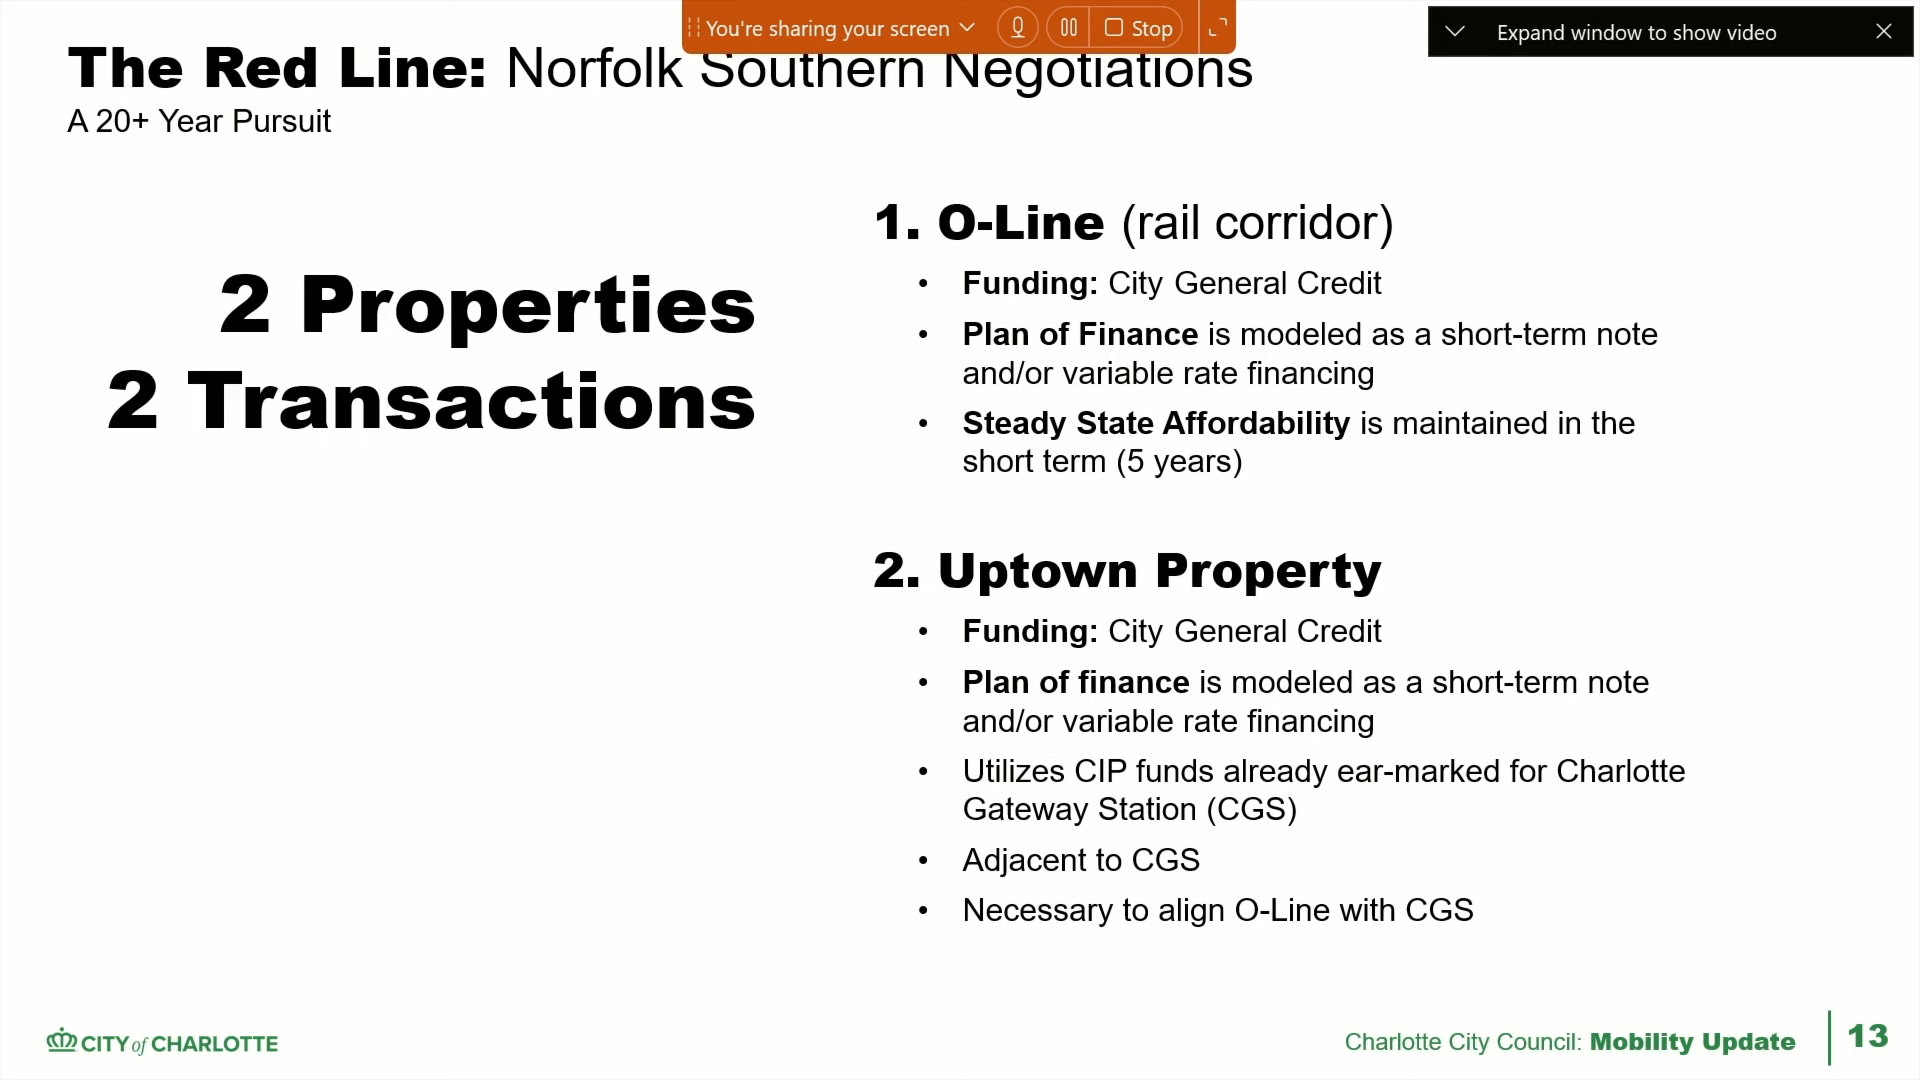 You're sharing your screen
Stop
Expand window to show video
The Red Line: Norfolk Southern Negotiations
A 20+ Year Pursuit
2 Properties
2 Transactions
1. O-Line (rail corridor)
• Funding: City General Credit
• Plan of Finance is modeled as a short-term note
and/or variable rate financing
• Steady State Affordability is maintained in the
short term (5 years)
2. Uptown Property
• Funding: City General Credit
• Plan of finance is modeled as a short-term note
and/or variable rate financing
• Utilizes CIP funds already ear-marked for Charlotte
Gateway Station (CGS)
• Adjacent to CGS
• Necessary to align O-Line with CGS
CITY of CHARLOTTE
Charlotte City Council: Mobility Update
13